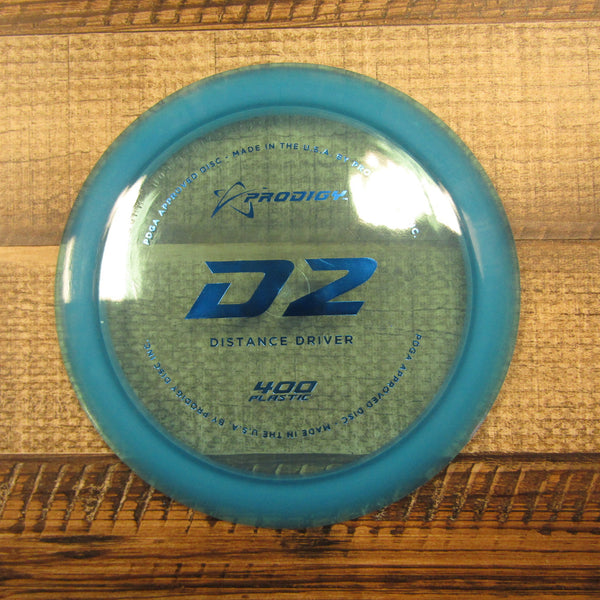 PDGA APPROVED DISC - MADE IN THE U.S.A. BY PRO
C.
PRODIGY
D2
DISTANCE DRIVER
400
PLASTIC
PDGA APPROVED DISC - MADE IN THE U.S.A. BY PRODIGY DISC INC.